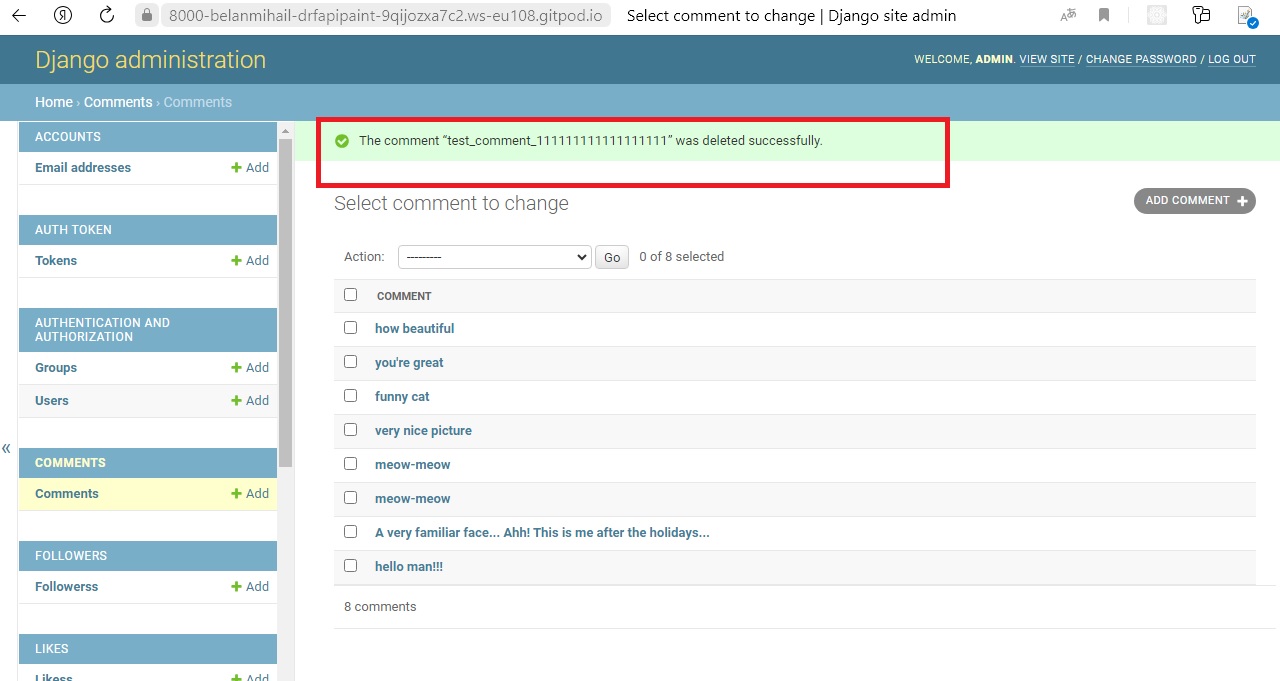 8000-belanmihail-drfapipaint-9qijozxa7c2.ws-eu108.gitpod.io Select comment to change | Django site admin
Django administration
WELCOME, ADMIN. VIEW SITE / CHANGE PASSWORD / LOG OUT
Home › Comments › Comments
ACCOUNTS
Email addresses + Add
AUTH TOKEN
Tokens + Add
AUTHENTICATION AND
AUTHORIZATION
Groups + Add
Users + Add
«
COMMENTS
Comments + Add
FOLLOWERS
Followerss + Add
LIKES
Likess + Add
The comment “test_comment_111111111111111111” was deleted successfully.
Select comment to change
ADD COMMENT +
Action: --------- Go 0 of 8 selected
COMMENT
how beautiful
you're great
funny cat
very nice picture
meow-meow
meow-meow
A very familiar face... Ahh! This is me after the holidays...
hello man!!!
8 comments